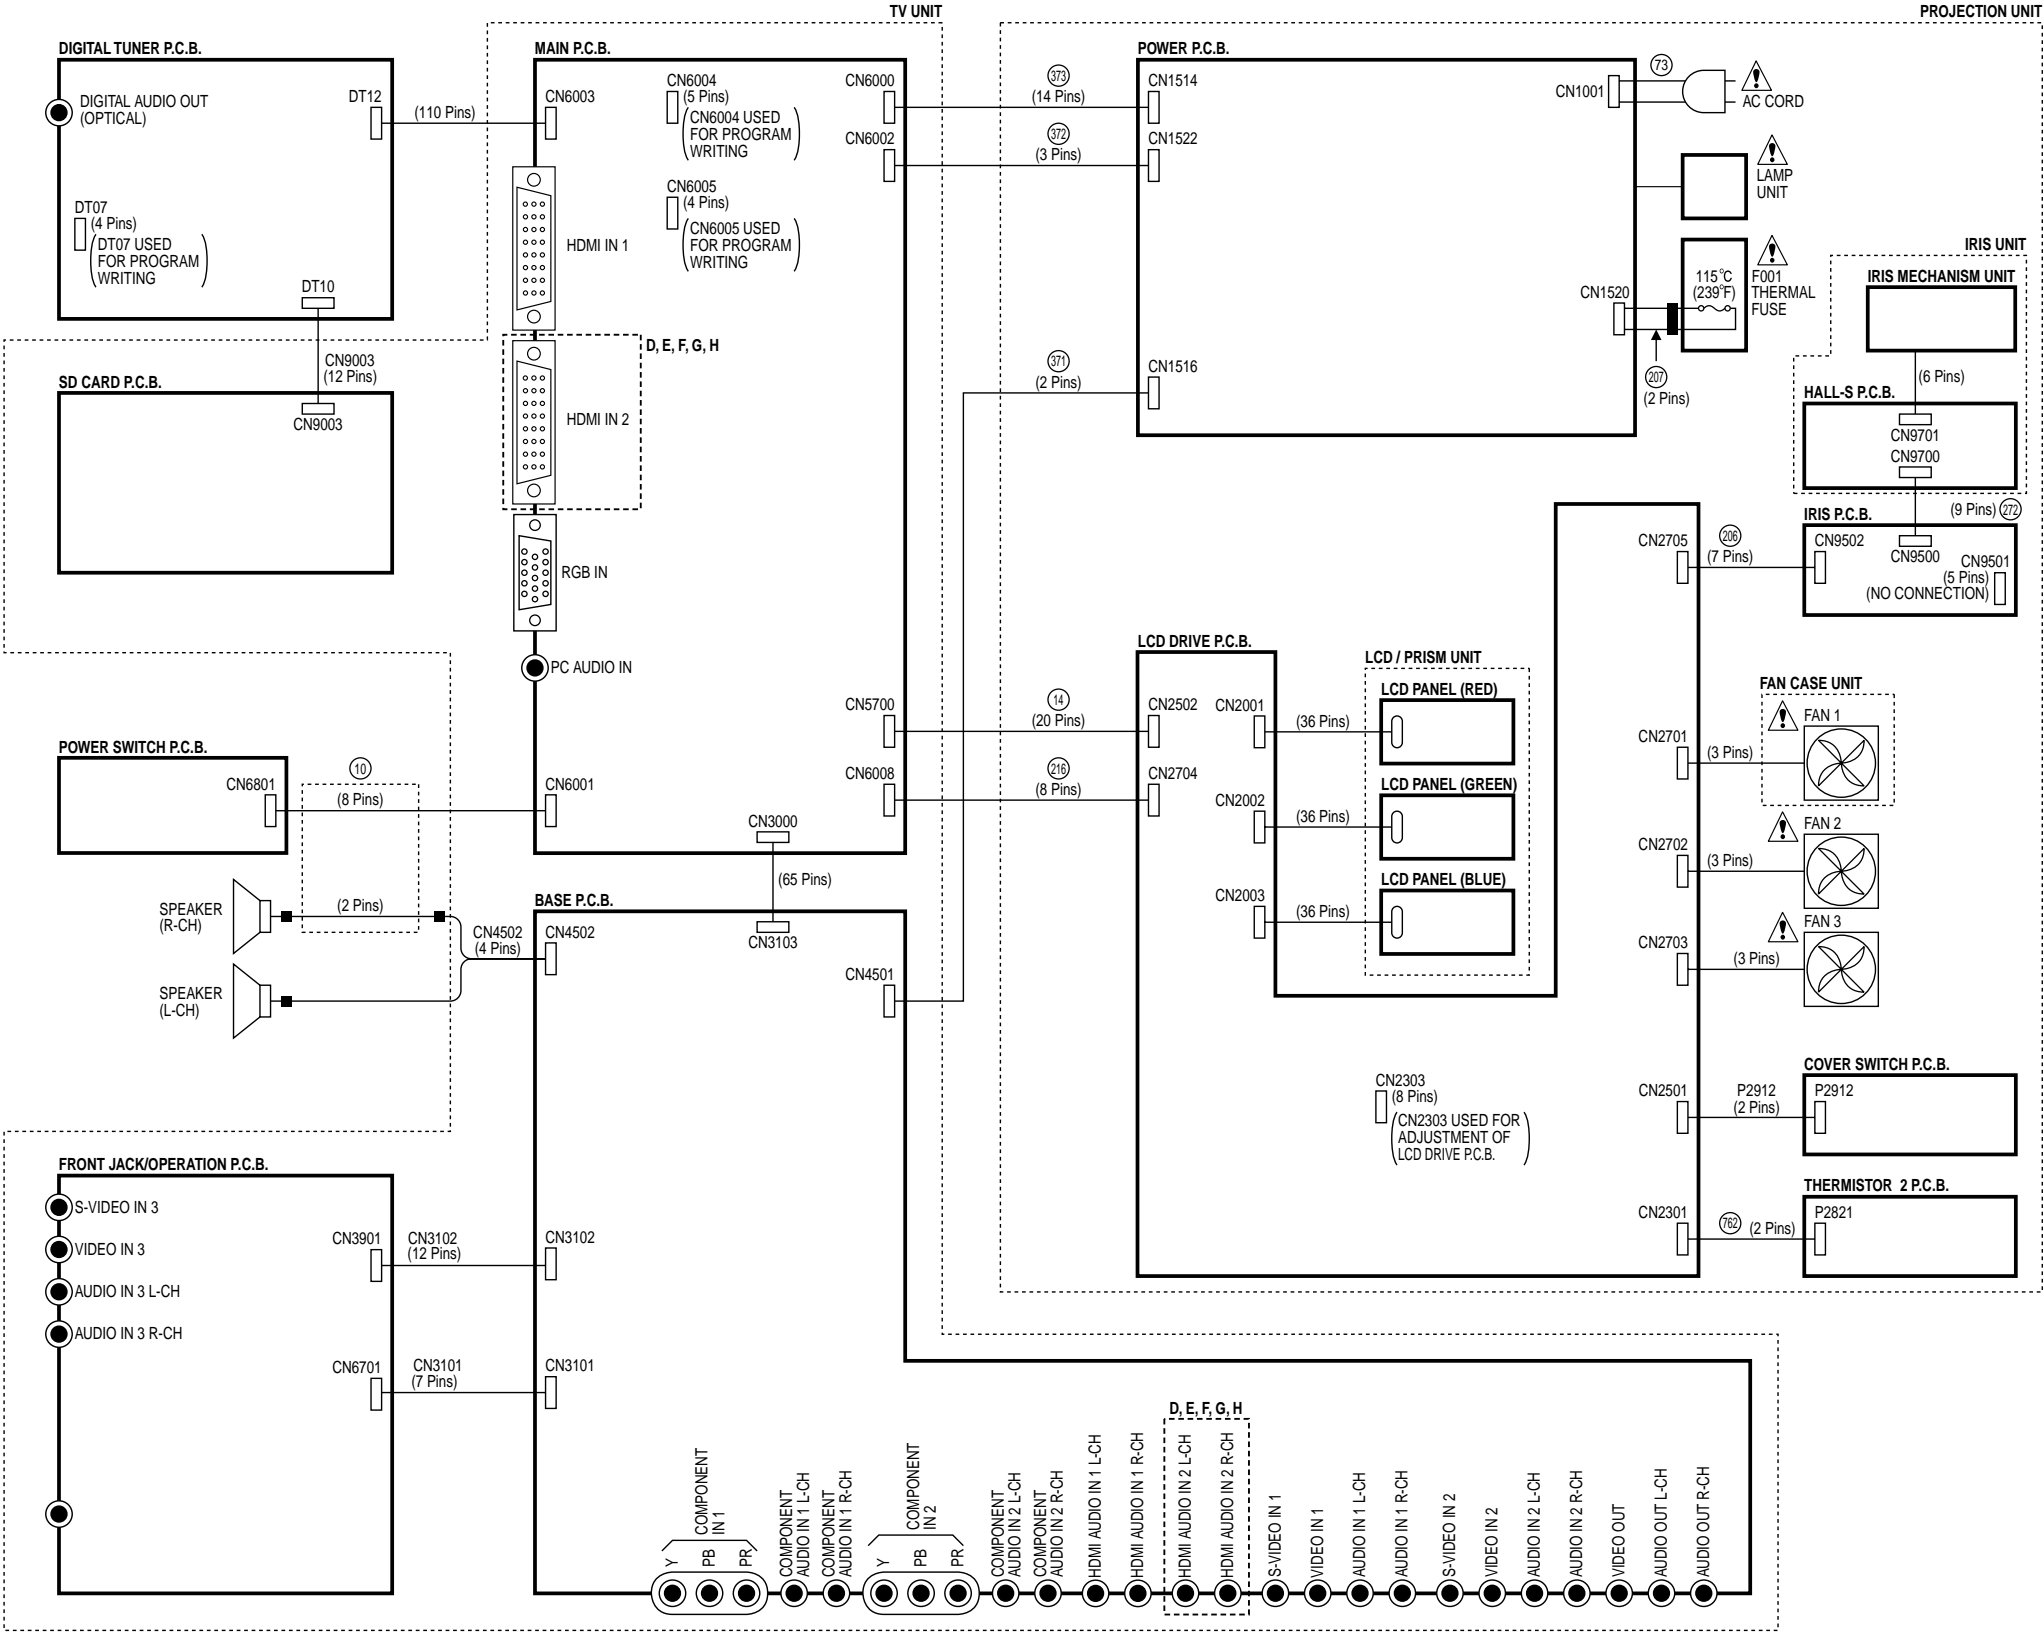 TV UNIT
PROJECTION UNIT
DIGITAL TUNER P.C.B.
DIGITAL AUDIO OUT
(OPTICAL)
DT12
(110 Pins)
DT07
(4 Pins)
DT07 USED
FOR PROGRAM
WRITING
DT10
CN9003
(12 Pins)
SD CARD P.C.B.
CN9003
MAIN P.C.B.
CN6003
CN6004
(5 Pins)
CN6004 USED
FOR PROGRAM
WRITING
CN6005
(4 Pins)
CN6005 USED
FOR PROGRAM
WRITING
CN6000
CN6002
HDMI IN 1
D, E, F, G, H
HDMI IN 2
RGB IN
PC AUDIO IN
CN5700
CN6008
CN6001
CN3000
(65 Pins)
373
(14 Pins)
372
(3 Pins)
371
(2 Pins)
POWER P.C.B.
CN1514
CN1522
CN1516
CN1001
73
AC CORD
LAMP
UNIT
CN1520
115°C
(239°F)
F001
THERMAL
FUSE
207
(2 Pins)
IRIS UNIT
IRIS MECHANISM UNIT
(6 Pins)
HALL-S P.C.B.
CN9701
CN9700
(9 Pins) 272
IRIS P.C.B.
CN9502
CN9500
CN9501
(5 Pins)
(NO CONNECTION)
CN2705
206
(7 Pins)
LCD DRIVE P.C.B.
14
(20 Pins)
CN2502
216
(8 Pins)
CN2704
CN2001
(36 Pins)
CN2002
(36 Pins)
CN2003
(36 Pins)
LCD / PRISM UNIT
LCD PANEL (RED)
LCD PANEL (GREEN)
LCD PANEL (BLUE)
FAN CASE UNIT
CN2701
(3 Pins)
FAN 1
CN2702
(3 Pins)
FAN 2
CN2703
(3 Pins)
FAN 3
CN2303
(8 Pins)
CN2303 USED FOR
ADJUSTMENT OF
LCD DRIVE P.C.B.
COVER SWITCH P.C.B.
CN2501
P2912
(2 Pins)
P2912
THERMISTOR 2 P.C.B.
CN2301
762
(2 Pins)
P2821
POWER SWITCH P.C.B.
CN6801
10
(8 Pins)
SPEAKER
(R-CH)
(2 Pins)
SPEAKER
(L-CH)
CN4502
(4 Pins)
BASE P.C.B.
CN4502
CN3103
CN4501
FRONT JACK/OPERATION P.C.B.
S-VIDEO IN 3
VIDEO IN 3
AUDIO IN 3 L-CH
AUDIO IN 3 R-CH
CN3901
CN3102
(12 Pins)
CN3102
CN6701
CN3101
(7 Pins)
CN3101
COMPONENT
IN 1
Y
PB
PR
COMPONENT
AUDIO IN 1 L-CH
COMPONENT
AUDIO IN 1 R-CH
COMPONENT
IN 2
Y
PB
PR
COMPONENT
AUDIO IN 2 L-CH
COMPONENT
AUDIO IN 2 R-CH
HDMI AUDIO IN 1 L-CH
HDMI AUDIO IN 1 R-CH
D, E, F, G, H
HDMI AUDIO IN 2 L-CH
HDMI AUDIO IN 2 R-CH
S-VIDEO IN 1
VIDEO IN 1
AUDIO IN 1 L-CH
AUDIO IN 1 R-CH
S-VIDEO IN 2
VIDEO IN 2
AUDIO IN 2 L-CH
AUDIO IN 2 R-CH
VIDEO OUT
AUDIO OUT L-CH
AUDIO OUT R-CH